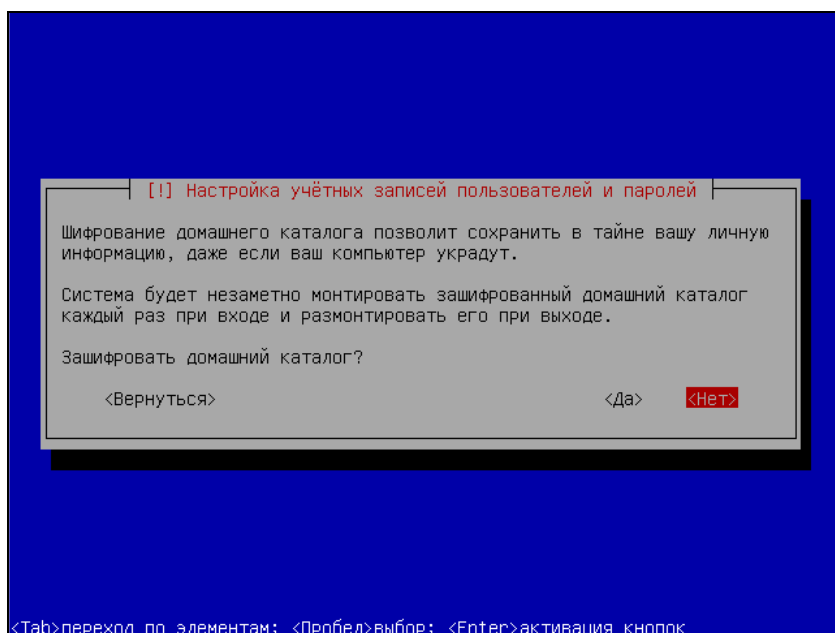 [!] Настройка учётных записей пользователей и паролей
Шифрование домашнего каталога позволит сохранить в тайне вашу личную
информацию, даже если ваш компьютер украдут.
Система будет незаметно монтировать зашифрованный домашний каталог
каждый раз при входе и размонтировать его при выходе.
Зашифровать домашний каталог?
<Вернуться> <Да> <Нет>
<Tab>переход по элементам; <Пробел>выбор; <Enter>активация кнопок